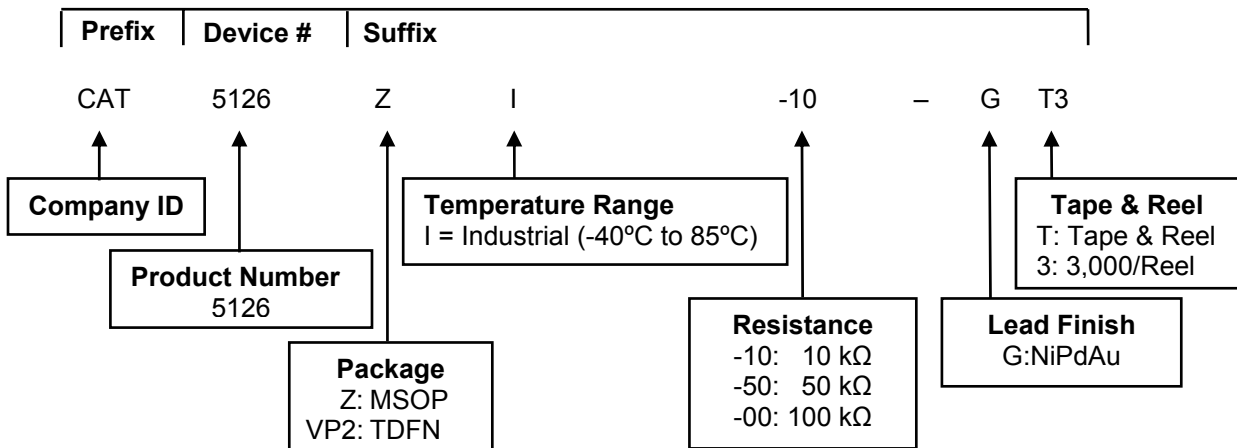 Prefix Device # Suffix
CAT 5126 Z I -10 – G T3
Company ID
Temperature Range
I = Industrial (-40ºC to 85ºC)
Tape & Reel
T: Tape & Reel
3: 3,000/Reel
Product Number
5126
Resistance
-10: 10 kΩ
-50: 50 kΩ
-00: 100 kΩ
Lead Finish
G:NiPdAu
Package
Z: MSOP
VP2: TDFN